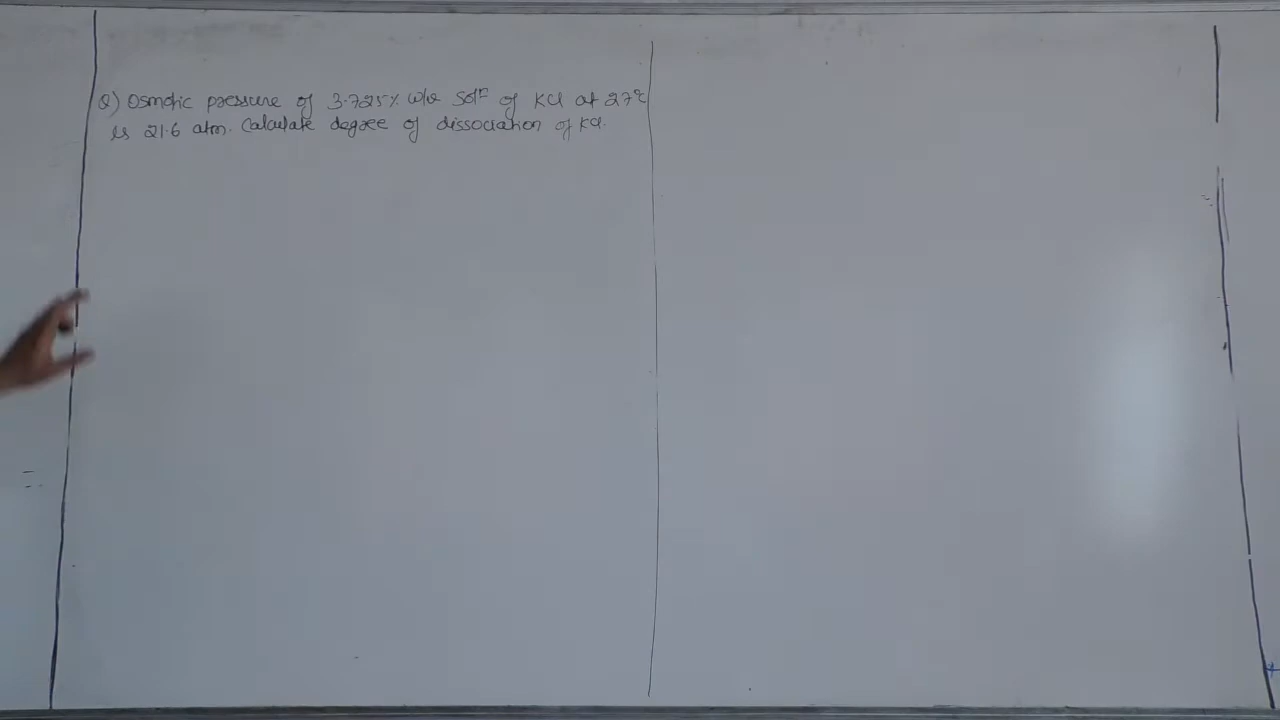 Q) Osmotic pressure of 3.725% w/v solⁿ of KCl at 27°C
is 21.6 atm. Calculate degree of dissociation of KCl.